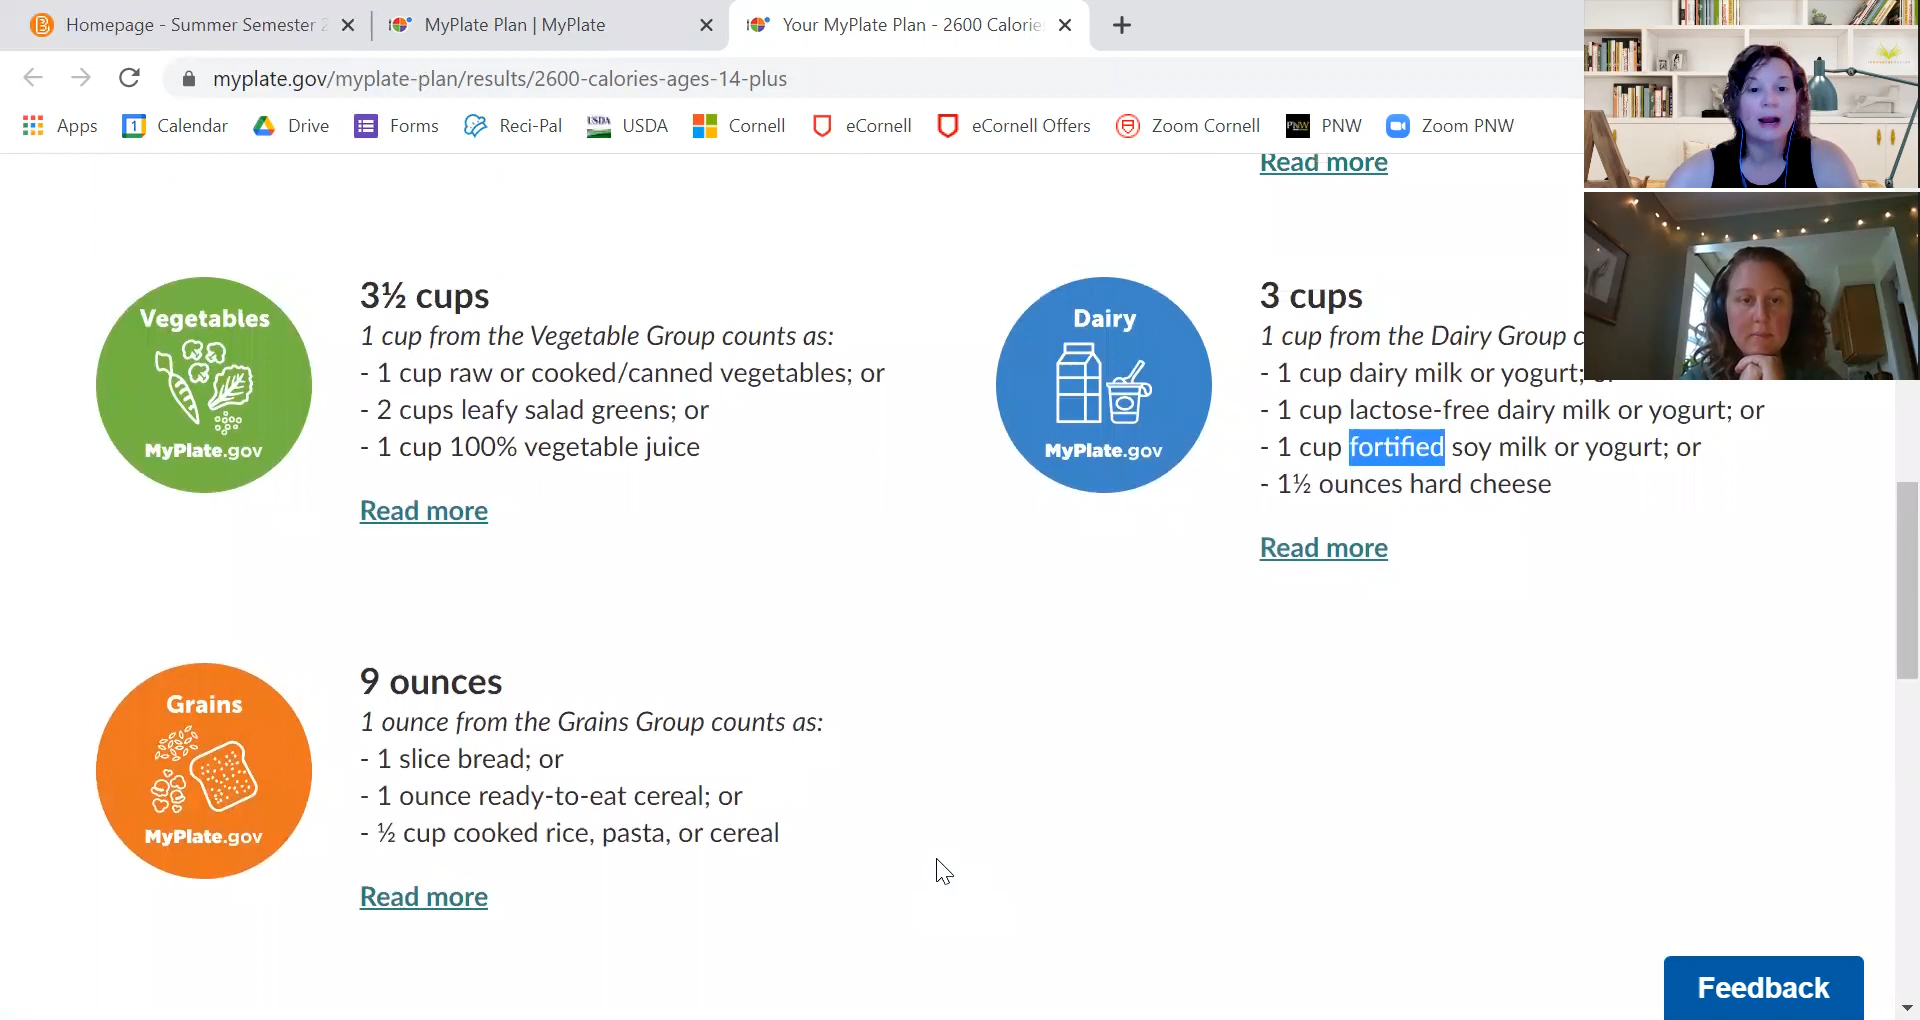 Homepage - Summer Semester 2
MyPlate Plan | MyPlate
Your MyPlate Plan - 2600 Calorie
myplate.gov/myplate-plan/results/2600-calories-ages-14-plus
Apps
1
Calendar
Drive
Forms
Reci-Pal
USDA
USDA
Cornell
eCornell
eCornell Offers
Zoom Cornell
PNW
PNW
Zoom PNW
Read more
Vegetables
MyPlate.gov
3½ cups
1 cup from the Vegetable Group counts as:
- 1 cup raw or cooked/canned vegetables; or
- 2 cups leafy salad greens; or
- 1 cup 100% vegetable juice
Read more
Dairy
MyPlate.gov
3 cups
1 cup from the Dairy Group c
- 1 cup dairy milk or yogurt; or
- 1 cup lactose-free dairy milk or yogurt; or
- 1 cup fortified soy milk or yogurt; or
- 1½ ounces hard cheese
Read more
Grains
MyPlate.gov
9 ounces
1 ounce from the Grains Group counts as:
- 1 slice bread; or
- 1 ounce ready-to-eat cereal; or
- ½ cup cooked rice, pasta, or cereal
Read more
Feedback